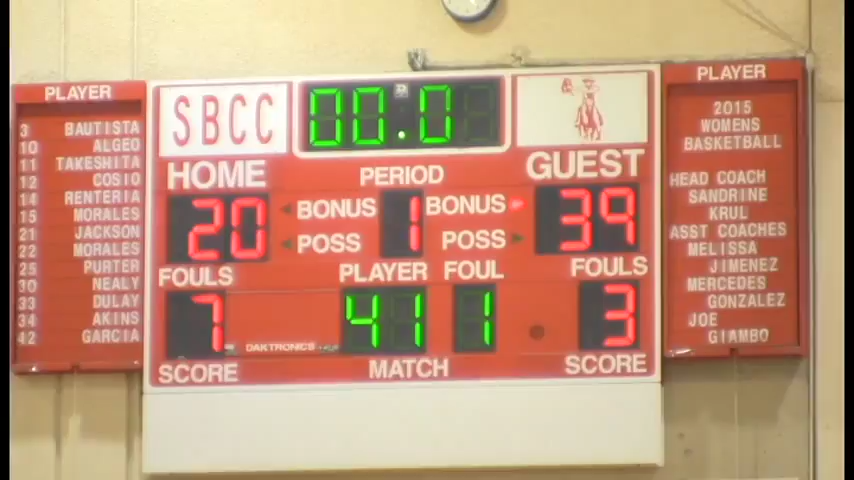 PLAYER
3 BAUTISTA
10 ALGEO
11 TAKESHITA
12 COSIO
14 RENTERIA
15 MORALES
21 JACKSON
22 MORALES
25 PURTER
30 NEALY
33 DULAY
34 AKINS
42 GARCIA
SBCC
00.0
HOME PERIOD GUEST
20 BONUS 1 BONUS 39
POSS POSS
FOULS PLAYER FOUL FOULS
7 DAKTRONICS 41 1 3
SCORE MATCH SCORE
PLAYER
2015
WOMENS
BASKETBALL
HEAD COACH
SANDRINE
KRUL
ASST COACHES
MELISSA
JIMENEZ
MERCEDES
GONZALEZ
JOE
GIAMBO